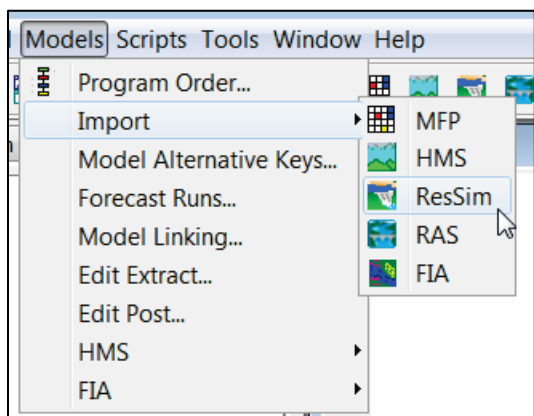 Models Scripts Tools Window Help
Program Order...
Import
Model Alternative Keys...
Forecast Runs...
Model Linking...
Edit Extract...
Edit Post...
HMS
FIA
MFP
HMS
ResSim
RAS
FIA